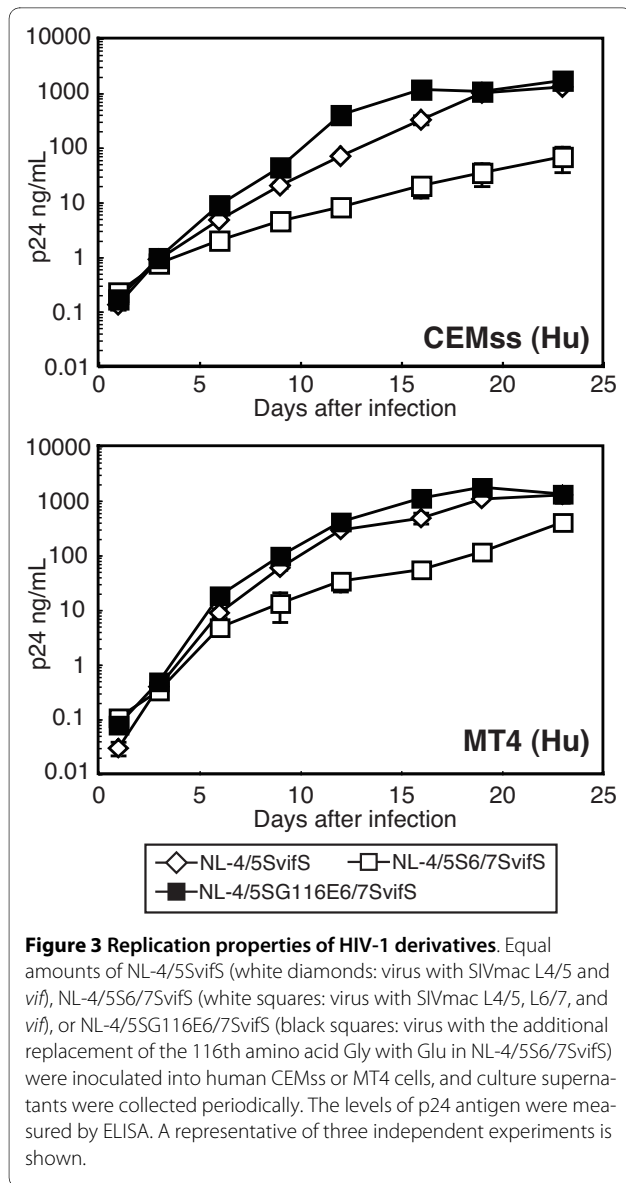 10000
1000
100
10
1
0.1
0.01
p24 ng/mL
0 5 10 15 20 25
Days after infection
CEMss (Hu)
10000
1000
100
10
1
0.1
0.01
p24 ng/mL
0 5 10 15 20 25
Days after infection
MT4 (Hu)
NL-4/5SvifS NL-4/5S6/7SvifS
NL-4/5SG116E6/7SvifS
Figure 3 Replication properties of HIV-1 derivatives. Equal
amounts of NL-4/5SvifS (white diamonds: virus with SIVmac L4/5 and
vif), NL-4/5S6/7SvifS (white squares: virus with SIVmac L4/5, L6/7, and
vif), or NL-4/5SG116E6/7SvifS (black squares: virus with the additional
replacement of the 116th amino acid Gly with Glu in NL-4/5S6/7SvifS)
were inoculated into human CEMss or MT4 cells, and culture superna-
tants were collected periodically. The levels of p24 antigen were mea-
sured by ELISA. A representative of three independent experiments is
shown.